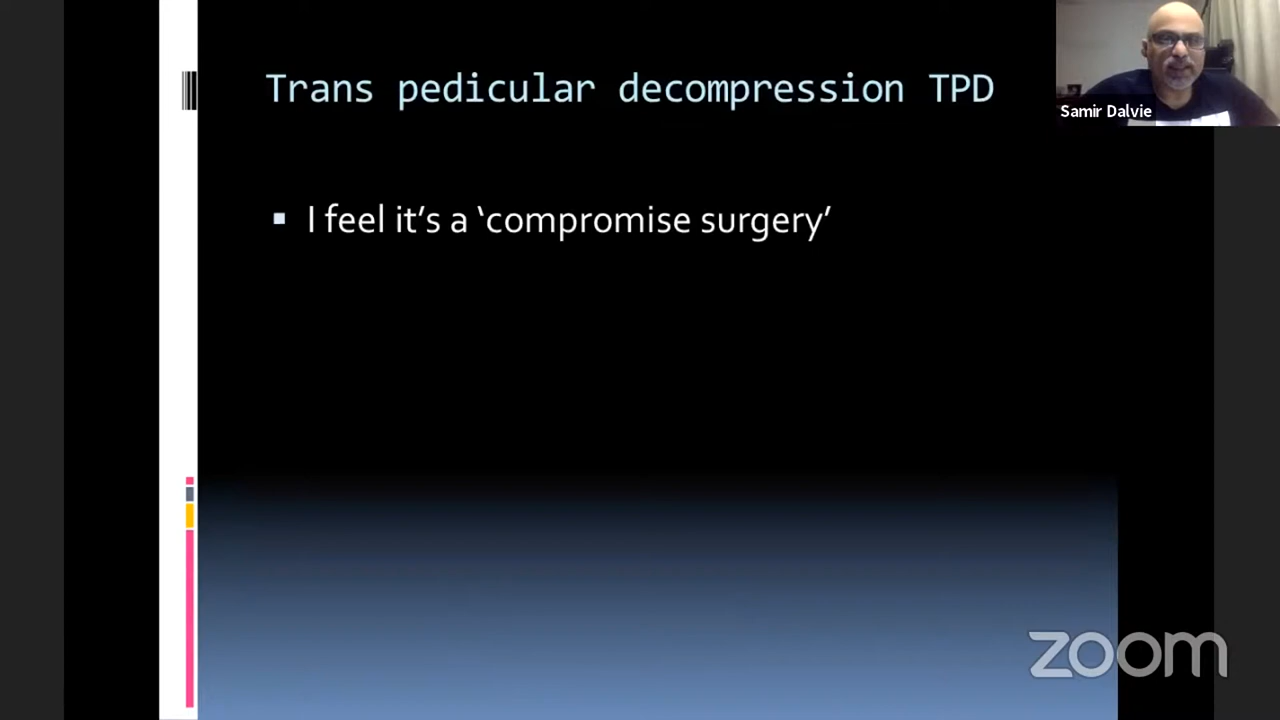 Trans pedicular decompression TPD
Samir Dalvie
I feel it’s a ‘compromise surgery’
zoom